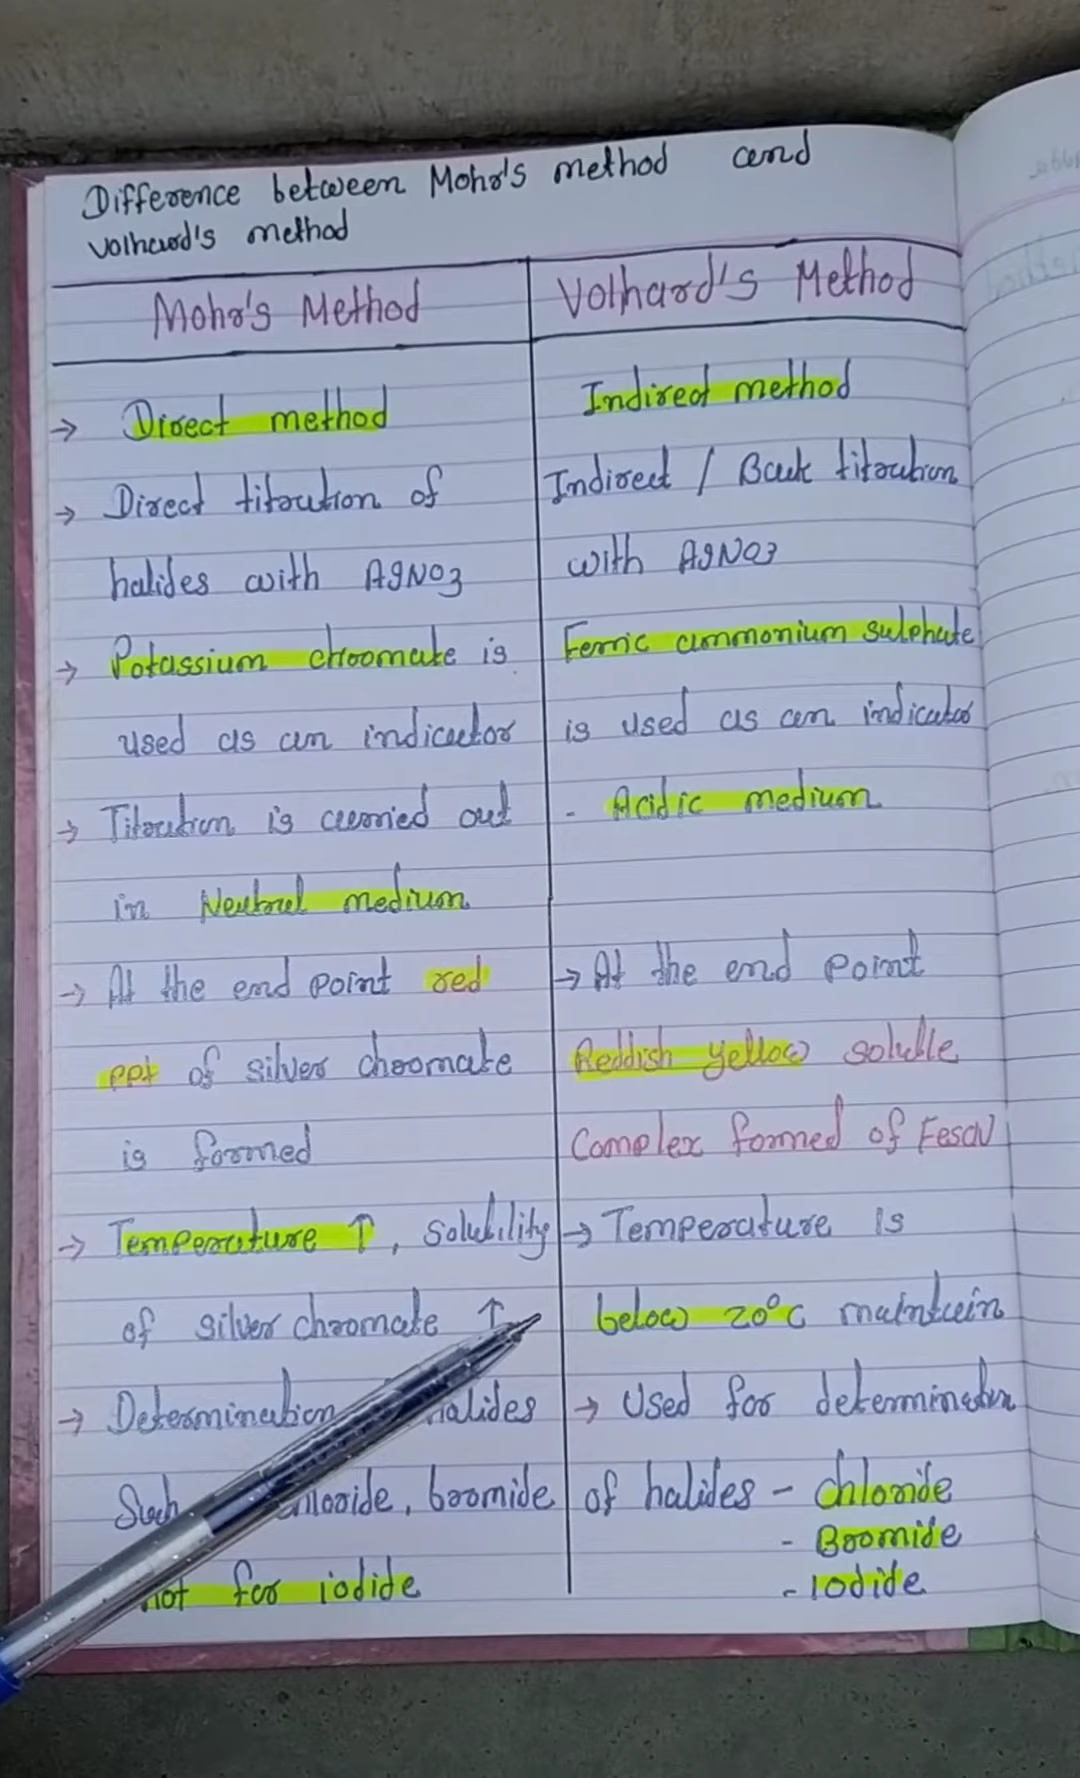 Difference between Mohr's method and
Volhard's method
Mohr's Method
Volhard's Method
→ Direct method
Indirect method
→ Direct titration of
halides with AgNO3
Indirect / Back titration
with AgNO3
→ Potassium chromate is
used as an indicator
Ferric ammonium sulphate
is used as an indicator
→ Titration is carried out
in Neutral medium
- Acidic medium
→ At the end point red
ppt of silver chromate
is formed
→ At the end point
Reddish yellow soluble
Complex formed of FeSCN
→ Temperature ↑, solubility
of silver chromate ↑
→ Temperature is
below 20°C maintain
→ Determination halides
Such bromide
not for iodide
→ Used for determination
of halides - chloride
- Bromide
- Iodide